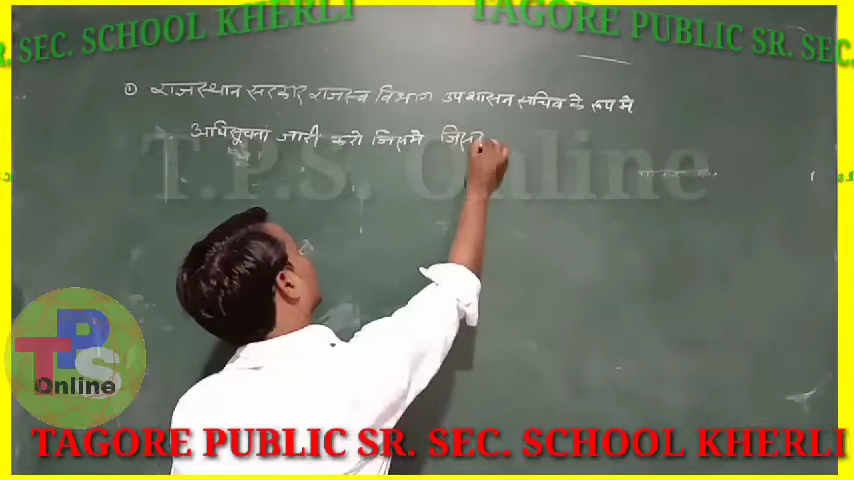 R. SEC. SCHOOL KHERLI
TAGORE PUBLIC SR. SEC.
① राजस्थान सरकार राजस्व विभाग उपशासन सचिव के रूप मे
अधिसूचना जारी करो जिसमे जिस
T.P.S. Online
TPS
Online
TAGORE PUBLIC SR. SEC. SCHOOL KHERLI